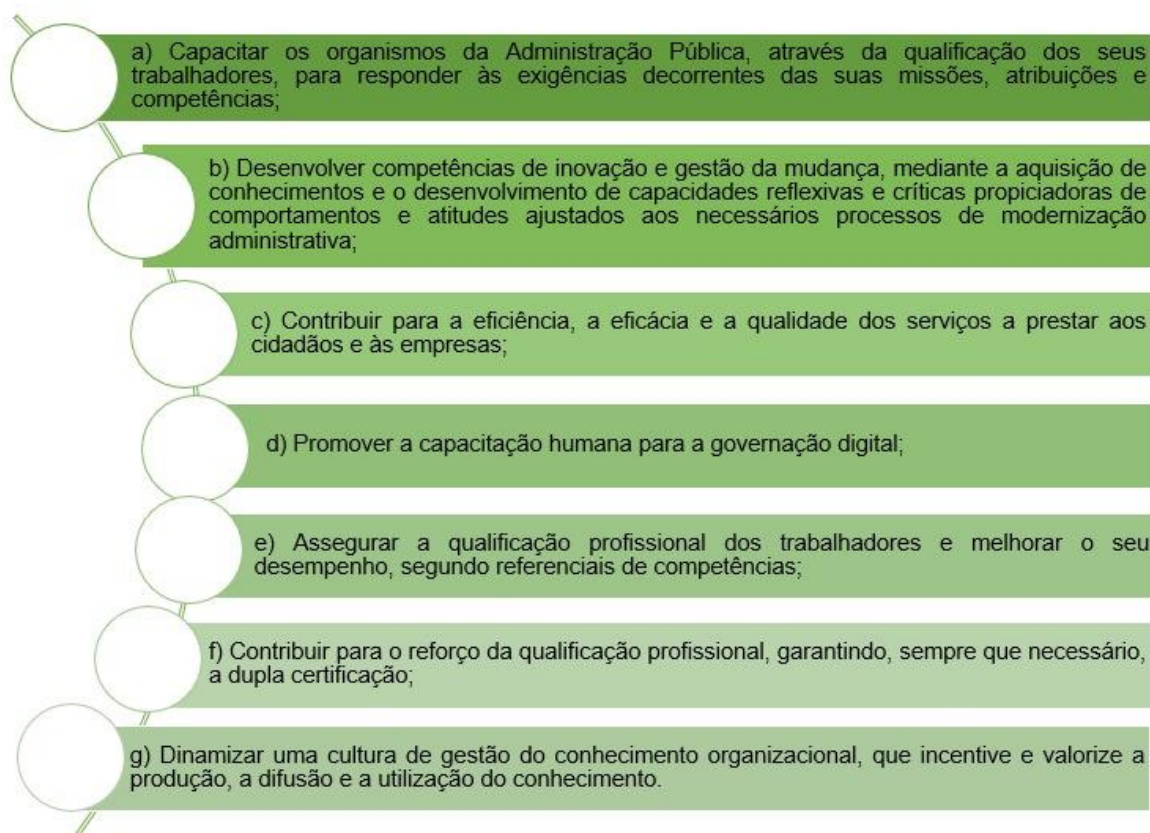 a) Capacitar os organismos da Administração Pública, através da qualificação dos seus
trabalhadores, para responder às exigências decorrentes das suas missões, atribuições e
competências;
b) Desenvolver competências de inovação e gestão da mudança, mediante a aquisição de
conhecimentos e o desenvolvimento de capacidades reflexivas e críticas propiciadoras de
comportamentos e atitudes ajustados aos necessários processos de modernização
administrativa;
c) Contribuir para a eficiência, a eficácia e a qualidade dos serviços a prestar aos
cidadãos e às empresas;
d) Promover a capacitação humana para a governação digital;
e) Assegurar a qualificação profissional dos trabalhadores e melhorar o seu
desempenho, segundo referenciais de competências;
f) Contribuir para o reforço da qualificação profissional, garantindo, sempre que necessário,
a dupla certificação;
g) Dinamizar uma cultura de gestão do conhecimento organizacional, que incentive e valorize a
produção, a difusão e a utilização do conhecimento.